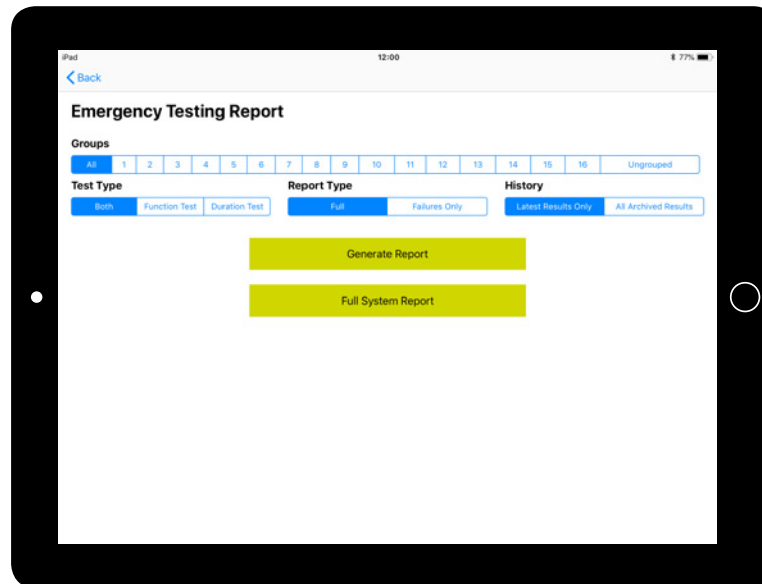 iPad 12:00 77%
Back
Emergency Testing Report
Groups
All 1 2 3 4 5 6 7 8 9 10 11 12 13 14 15 16 Ungrouped
Test Type Report Type History
Both Function Test Duration Test Full Failures Only Latest Results Only All Archived Results
Generate Report
Full System Report